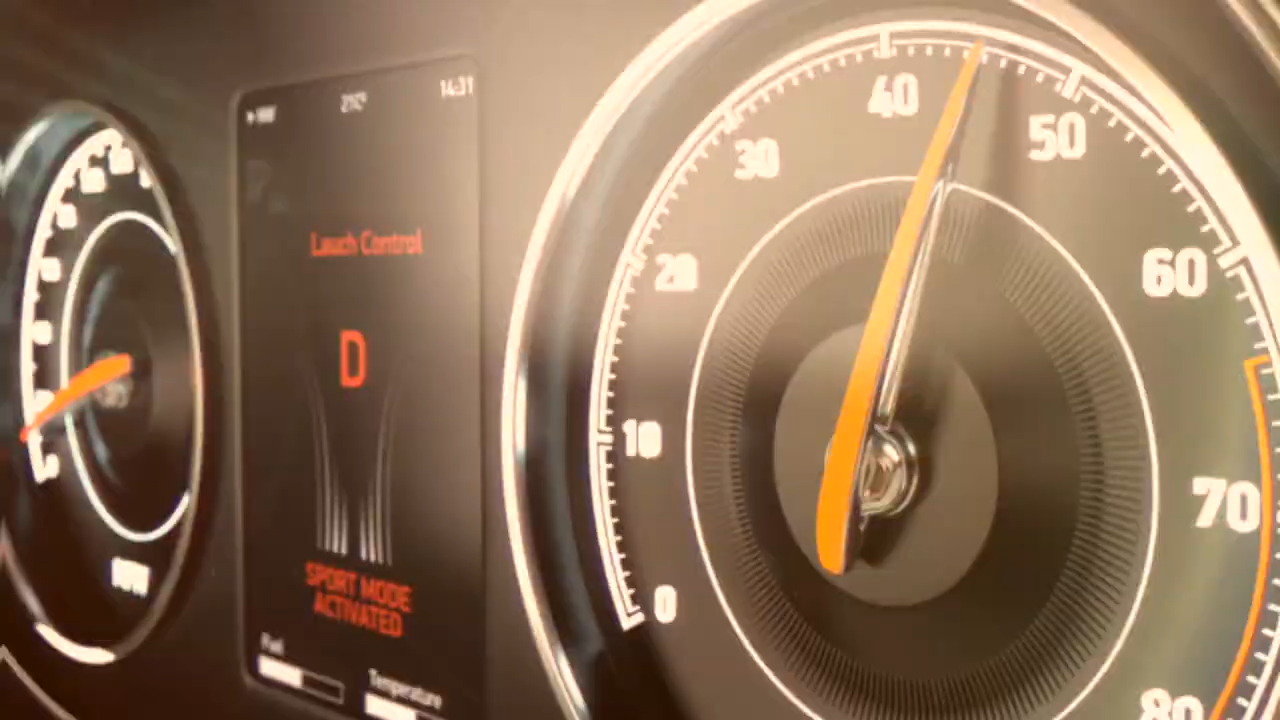 14:31
Lauch Control
D
SPORT MODE
ACTIVATED
Fuel
Temperature
0
10
20
30
40
50
60
70
80